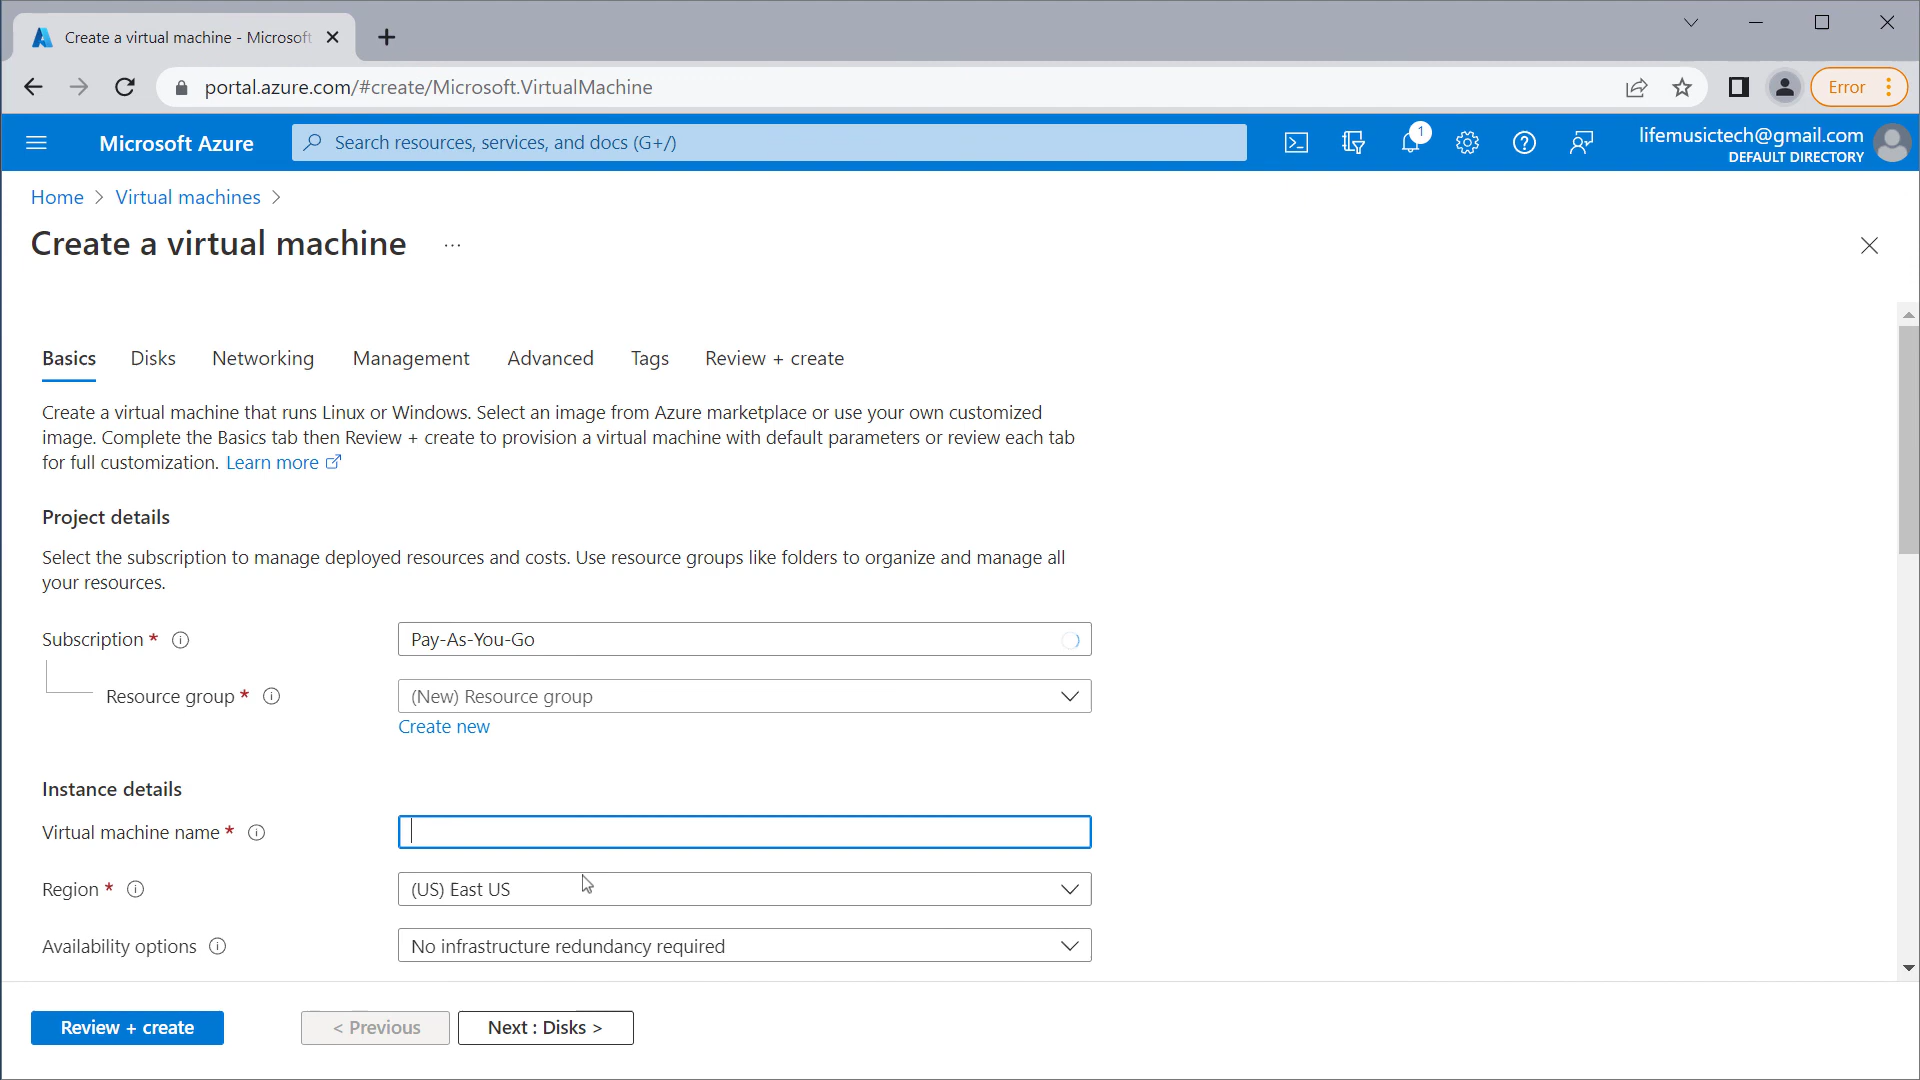 Create a virtual machine - Microsoft
portal.azure.com/#create/Microsoft.VirtualMachine
Error
Microsoft Azure
Search resources, services, and docs (G+/)
1
lifemusictech@gmail.com
DEFAULT DIRECTORY
Home > Virtual machines >
Create a virtual machine ...
Basics Disks Networking Management Advanced Tags Review + create
Create a virtual machine that runs Linux or Windows. Select an image from Azure marketplace or use your own customized
image. Complete the Basics tab then Review + create to provision a virtual machine with default parameters or review each tab
for full customization. Learn more
Project details
Select the subscription to manage deployed resources and costs. Use resource groups like folders to organize and manage all
your resources.
Subscription * Pay-As-You-Go
Resource group * (New) Resource group
Create new
Instance details
Virtual machine name *
Region * (US) East US
Availability options No infrastructure redundancy required
Review + create < Previous Next : Disks >